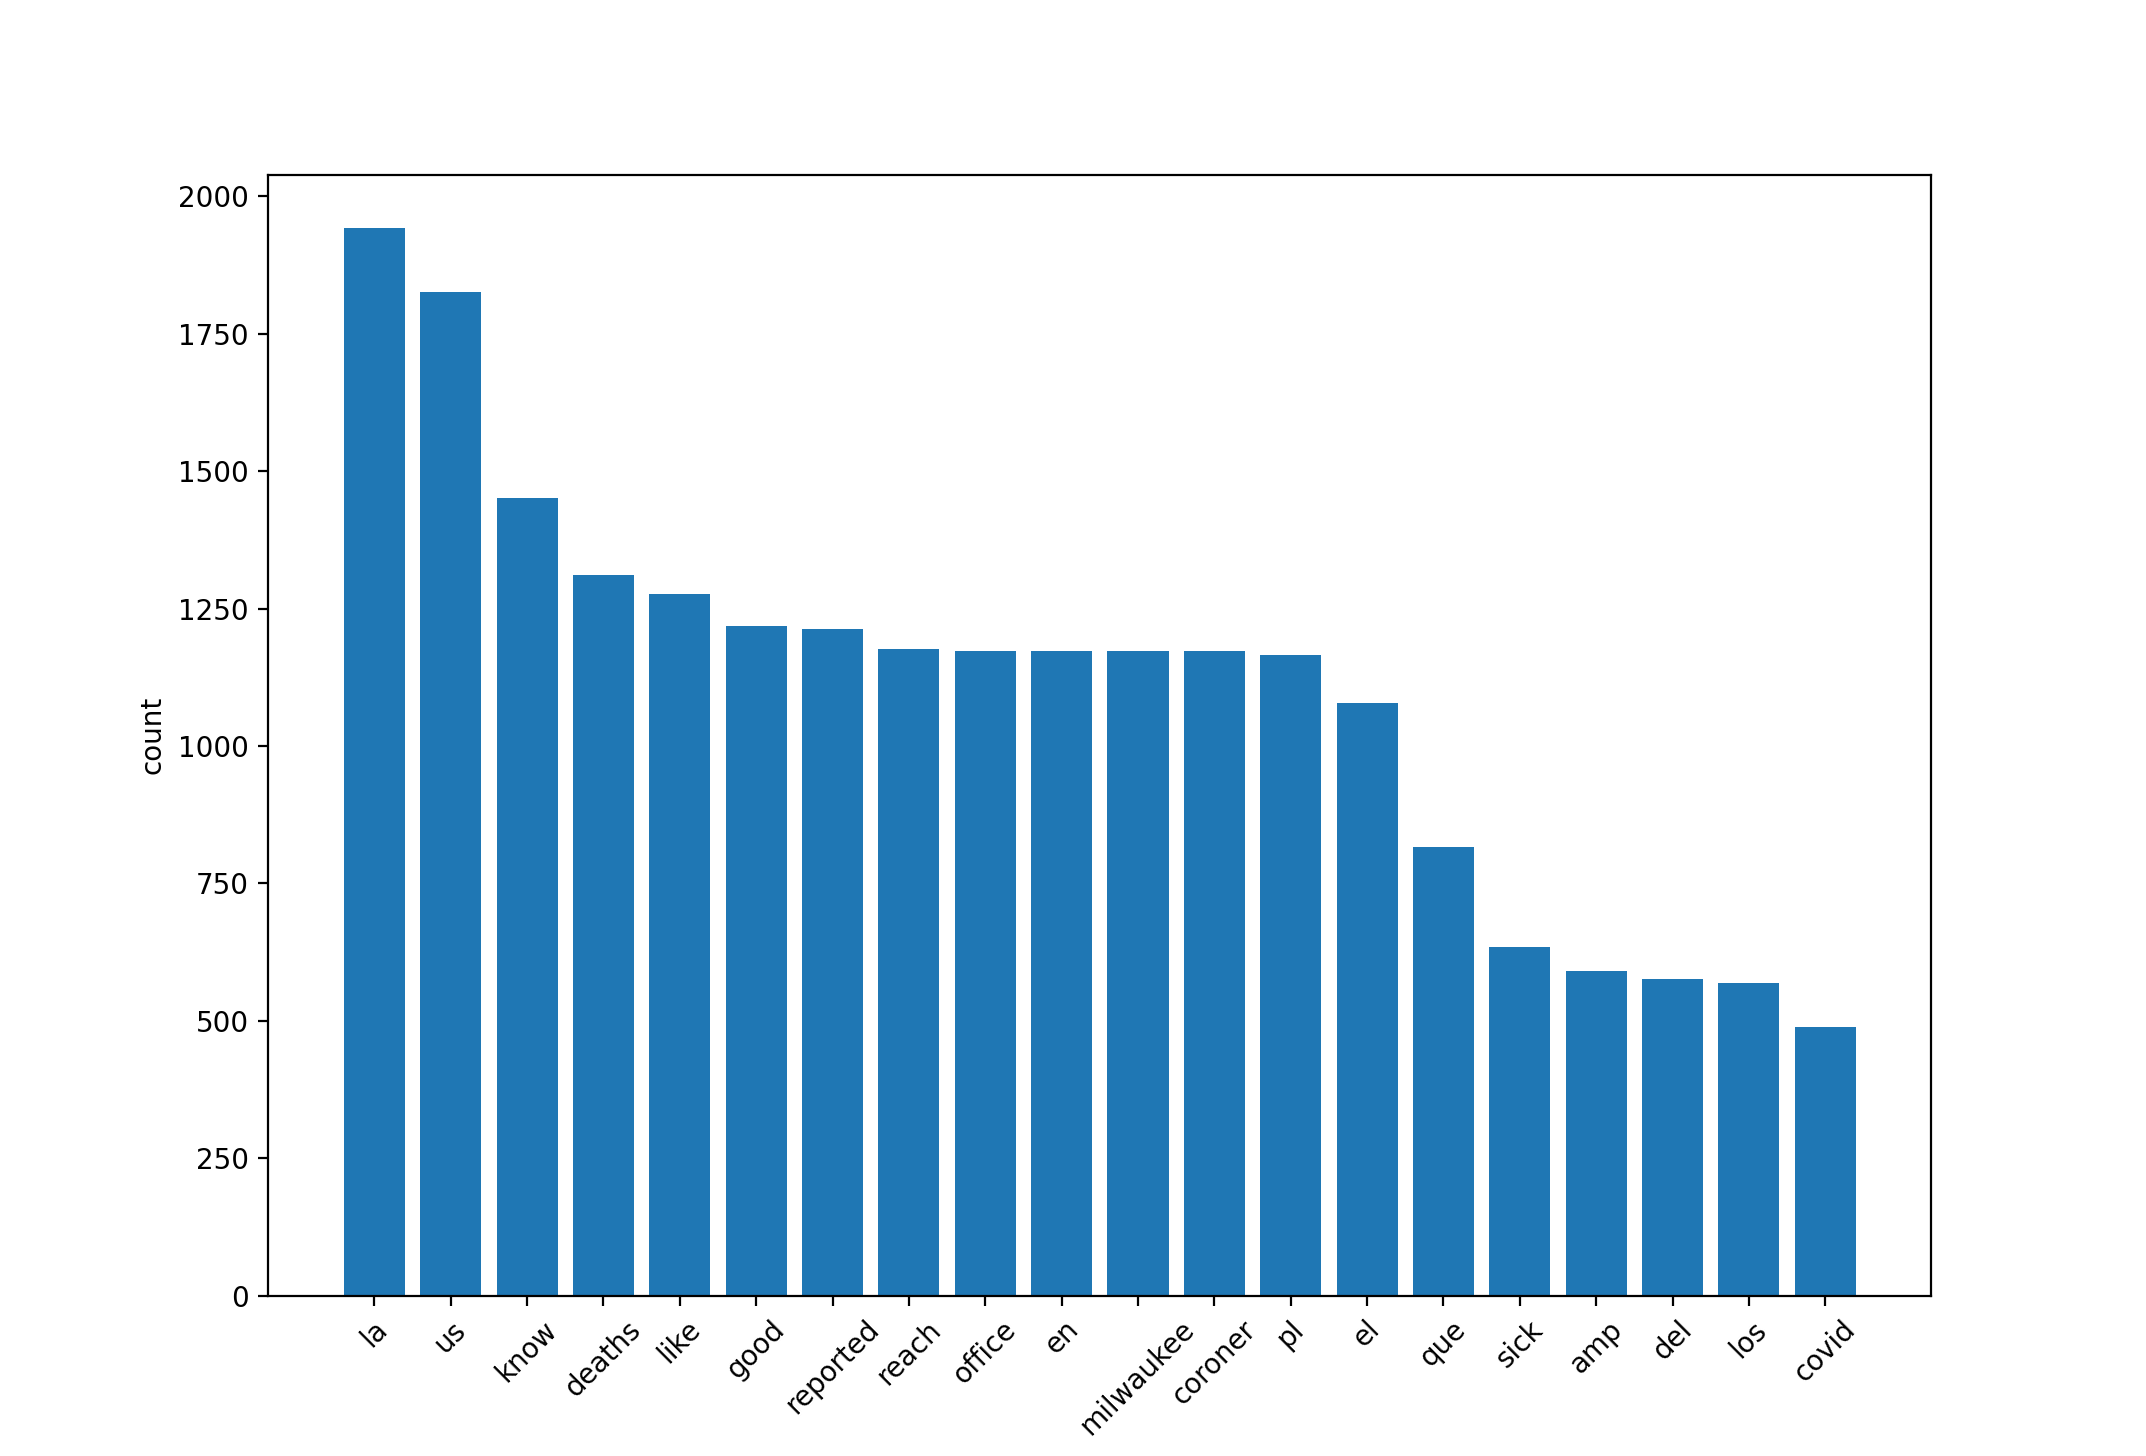 2000
1750
1500
1250
1000
750
500
250
0
count
la
us
know
deaths
like
good
reported
reach
office
en
milwaukee
coroner
pl
el
que
sick
amp
del
los
covid